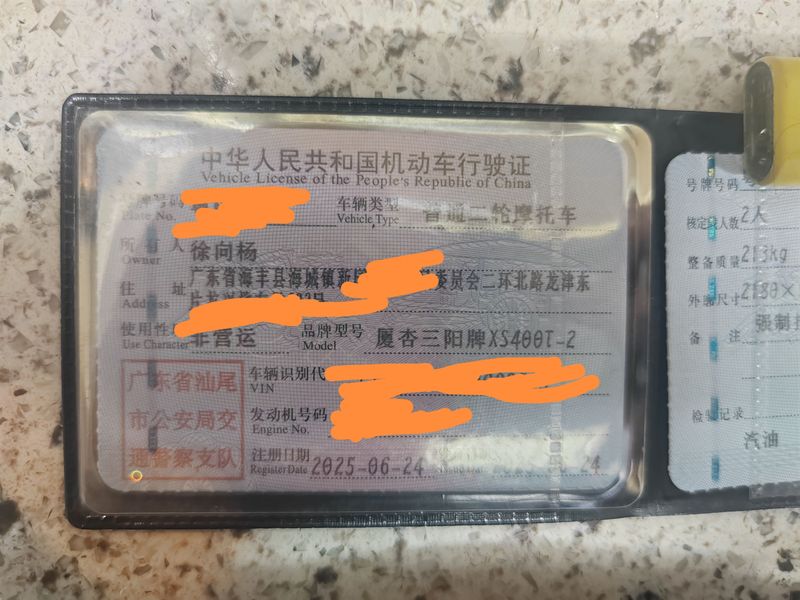 中华人民共和国机动车行驶证
Vehicle License of the People's Republic of China
号牌号码
Plate No.
车辆类型 普通二轮摩托车
Vehicle Type
所有人 徐向杨
Owner
住址 广东省海丰县海城镇新 委员会二环北路龙津东
Address
使用性 非营运
Use Character
品牌型号 厦杏三阳牌XS400T-2
Model
车辆识别代
VIN
发动机号码
Engine No.
注册日期 2025-06-24
Register Date
广东省汕尾
市公安局交
通警察支队
号牌号码
核定载人数 2人
整备质量 213kg
外廓尺寸 2180×
备注 强制
检验记录
汽油